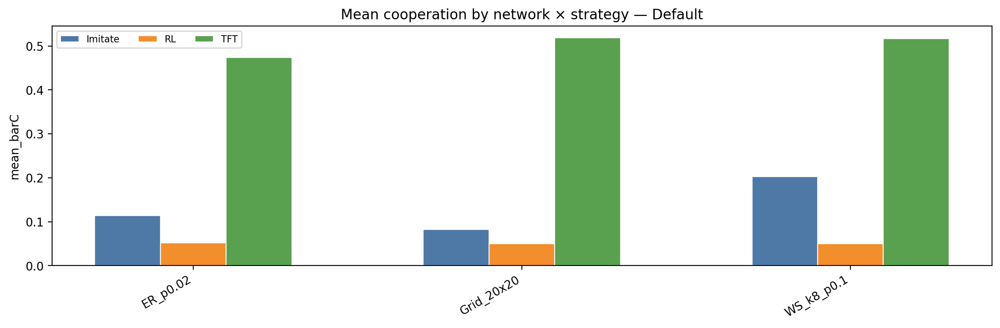 Mean cooperation by network × strategy — Default
Imitate RL TFT
mean_barC
0.5
0.4
0.3
0.2
0.1
0.0
ER_p0.02 Grid_20x20 WS_k8_p0.1